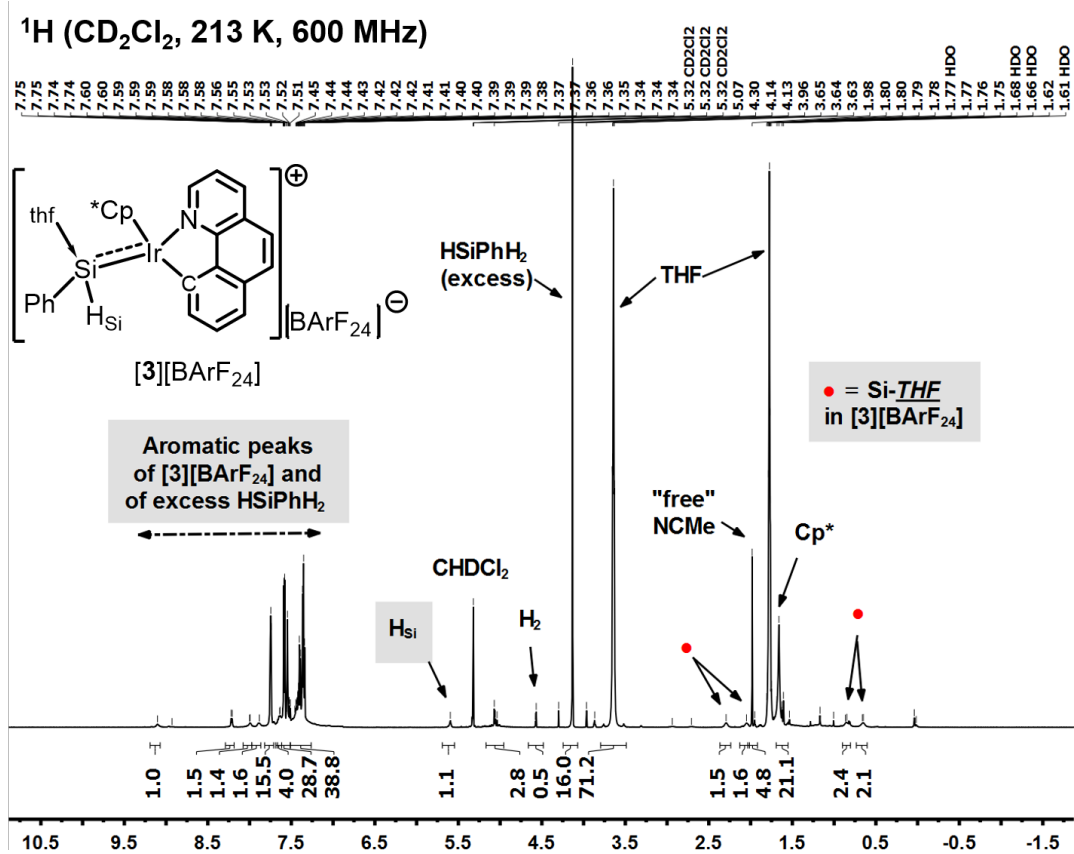 ¹H (CD₂Cl₂, 213 K, 600 MHz)
7.75
7.75
7.74
7.74
7.60
7.60
7.59
7.59
7.59
7.58
7.58
7.58
7.56
7.55
7.53
7.53
7.52
7.51
7.45
7.44
7.43
7.42
7.42
7.42
7.41
7.41
7.40
7.40
7.39
7.39
7.39
7.38
7.37
7.37
7.36
7.36
7.35
7.34
7.34
7.34
5.32 CD2Cl2
5.32 CD2Cl2
5.32 CD2Cl2
5.07
4.30
4.14
4.13
3.96
3.65
3.64
3.63
1.98
1.80
1.80
1.79
1.78
1.77 HDO
1.77
1.76
1.75
1.68 HDO
1.66 HDO
1.62
1.61 HDO
thf
*Cp
N
Si
Ir
C
Ph
H_Si
⊕
[BArF₂₄]
⊖
[3][BArF₂₄]
HSiPhH₂
(excess)
THF
● = Si-THF
in [3][BArF₂₄]
Aromatic peaks
of [3][BArF₂₄] and
of excess HSiPhH₂
"free"
NCMe
Cp*
CHDCl₂
H_Si
H₂
1.0
1.5
1.4
1.6
15.5
4.0
28.7
38.8
1.1
2.8
0.5
16.0
71.2
1.5
1.6
4.8
21.1
2.4
2.1
10.5 9.5 8.5 7.5 6.5 5.5 4.5 3.5 2.5 1.5 0.5 -0.5 -1.5